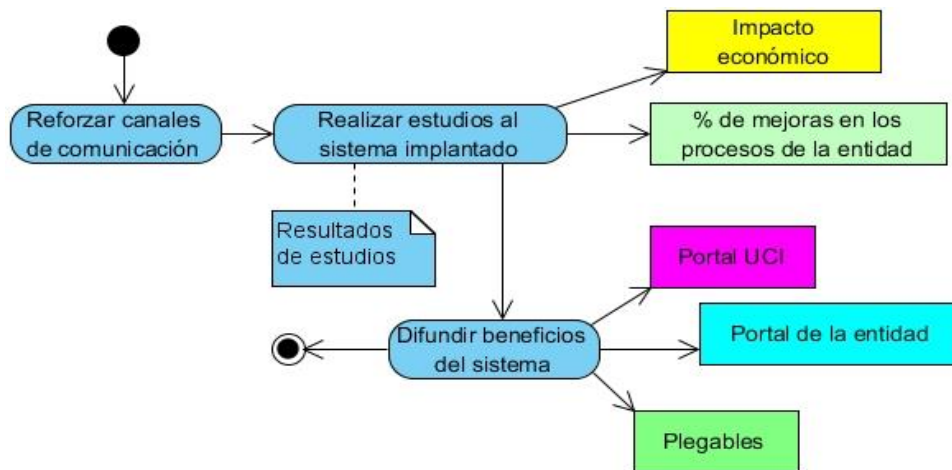 Impacto
económico
Reforzar canales
de comunicación
Realizar estudios al
sistema implantado
% de mejoras en los
procesos de la entidad
Resultados
de estudios
Portal UCI
Difundir beneficios
del sistema
Portal de la entidad
Plegables